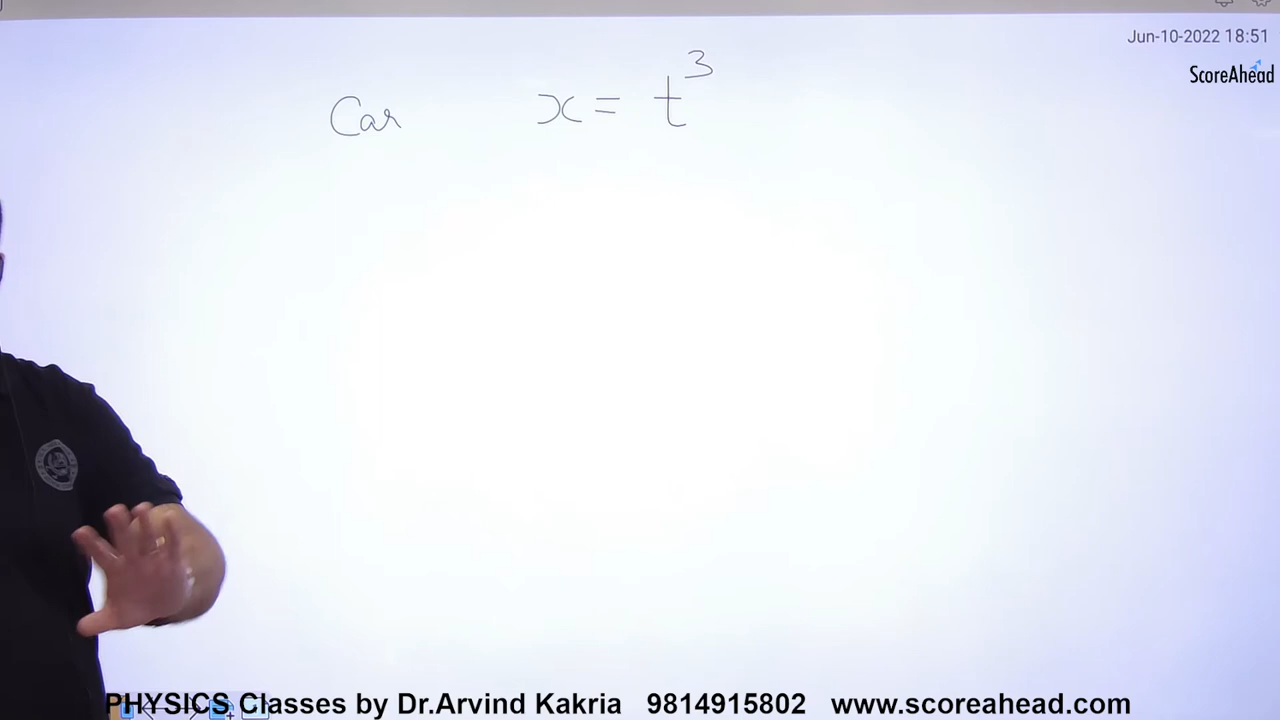 Jun-10-2022 18:51
ScoreAhead
Car x = t³
PHYSICS Classes by Dr.Arvind Kakria 9814915802 www.scoreahead.com